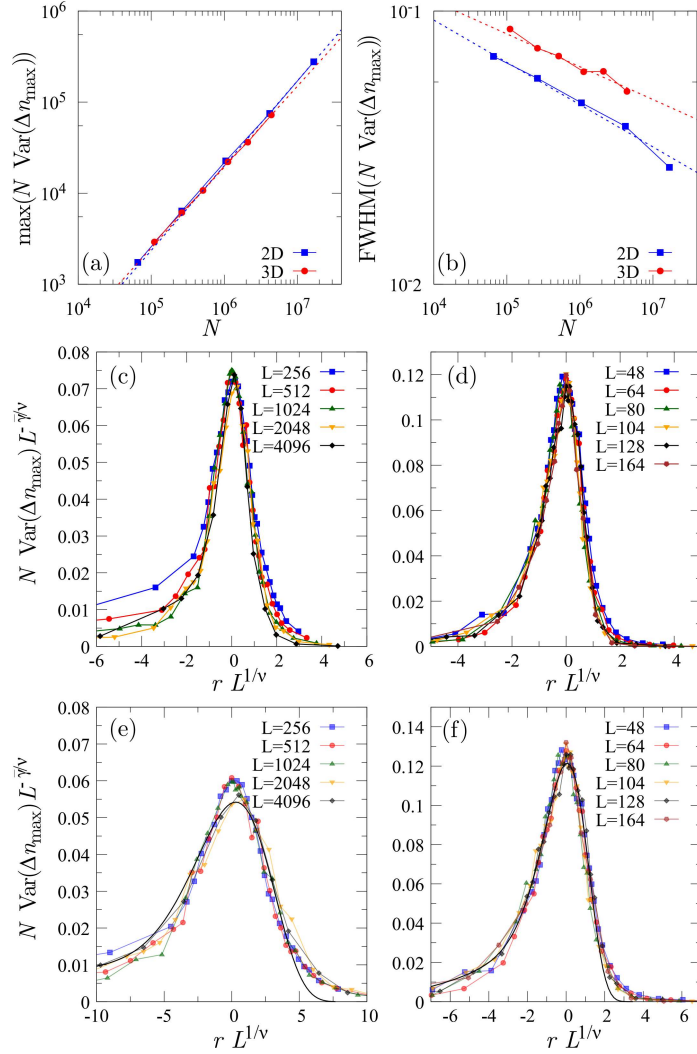 max(N Var(Δn_max))
10^6
10^5
10^4
10^3
(a)
2D
3D
10^4 10^5 10^6 10^7
N
FWHM(N Var(Δn_max))
10^-1
10^-2
(b)
2D
3D
10^4 10^5 10^6 10^7
N
N Var(Δn_max) L^-γ̄/ν
0.08
0.07
0.06
0.05
0.04
0.03
0.02
0.01
0
(c)
L=256
L=512
L=1024
L=2048
L=4096
-6 -4 -2 0 2 4 6
r L^1/ν
0.12
0.1
0.08
0.06
0.04
0.02
0
(d)
L=48
L=64
L=80
L=104
L=128
L=164
-4 -2 0 2 4
r L^1/ν
N Var(Δn_max) L^-γ̄/ν
0.08
0.07
0.06
0.05
0.04
0.03
0.02
0.01
0
(e)
L=256
L=512
L=1024
L=2048
L=4096
-10 -5 0 5 10
r L^1/ν
0.14
0.12
0.1
0.08
0.06
0.04
0.02
0
(f)
L=48
L=64
L=80
L=104
L=128
L=164
-6 -4 -2 0 2 4 6
r L^1/ν